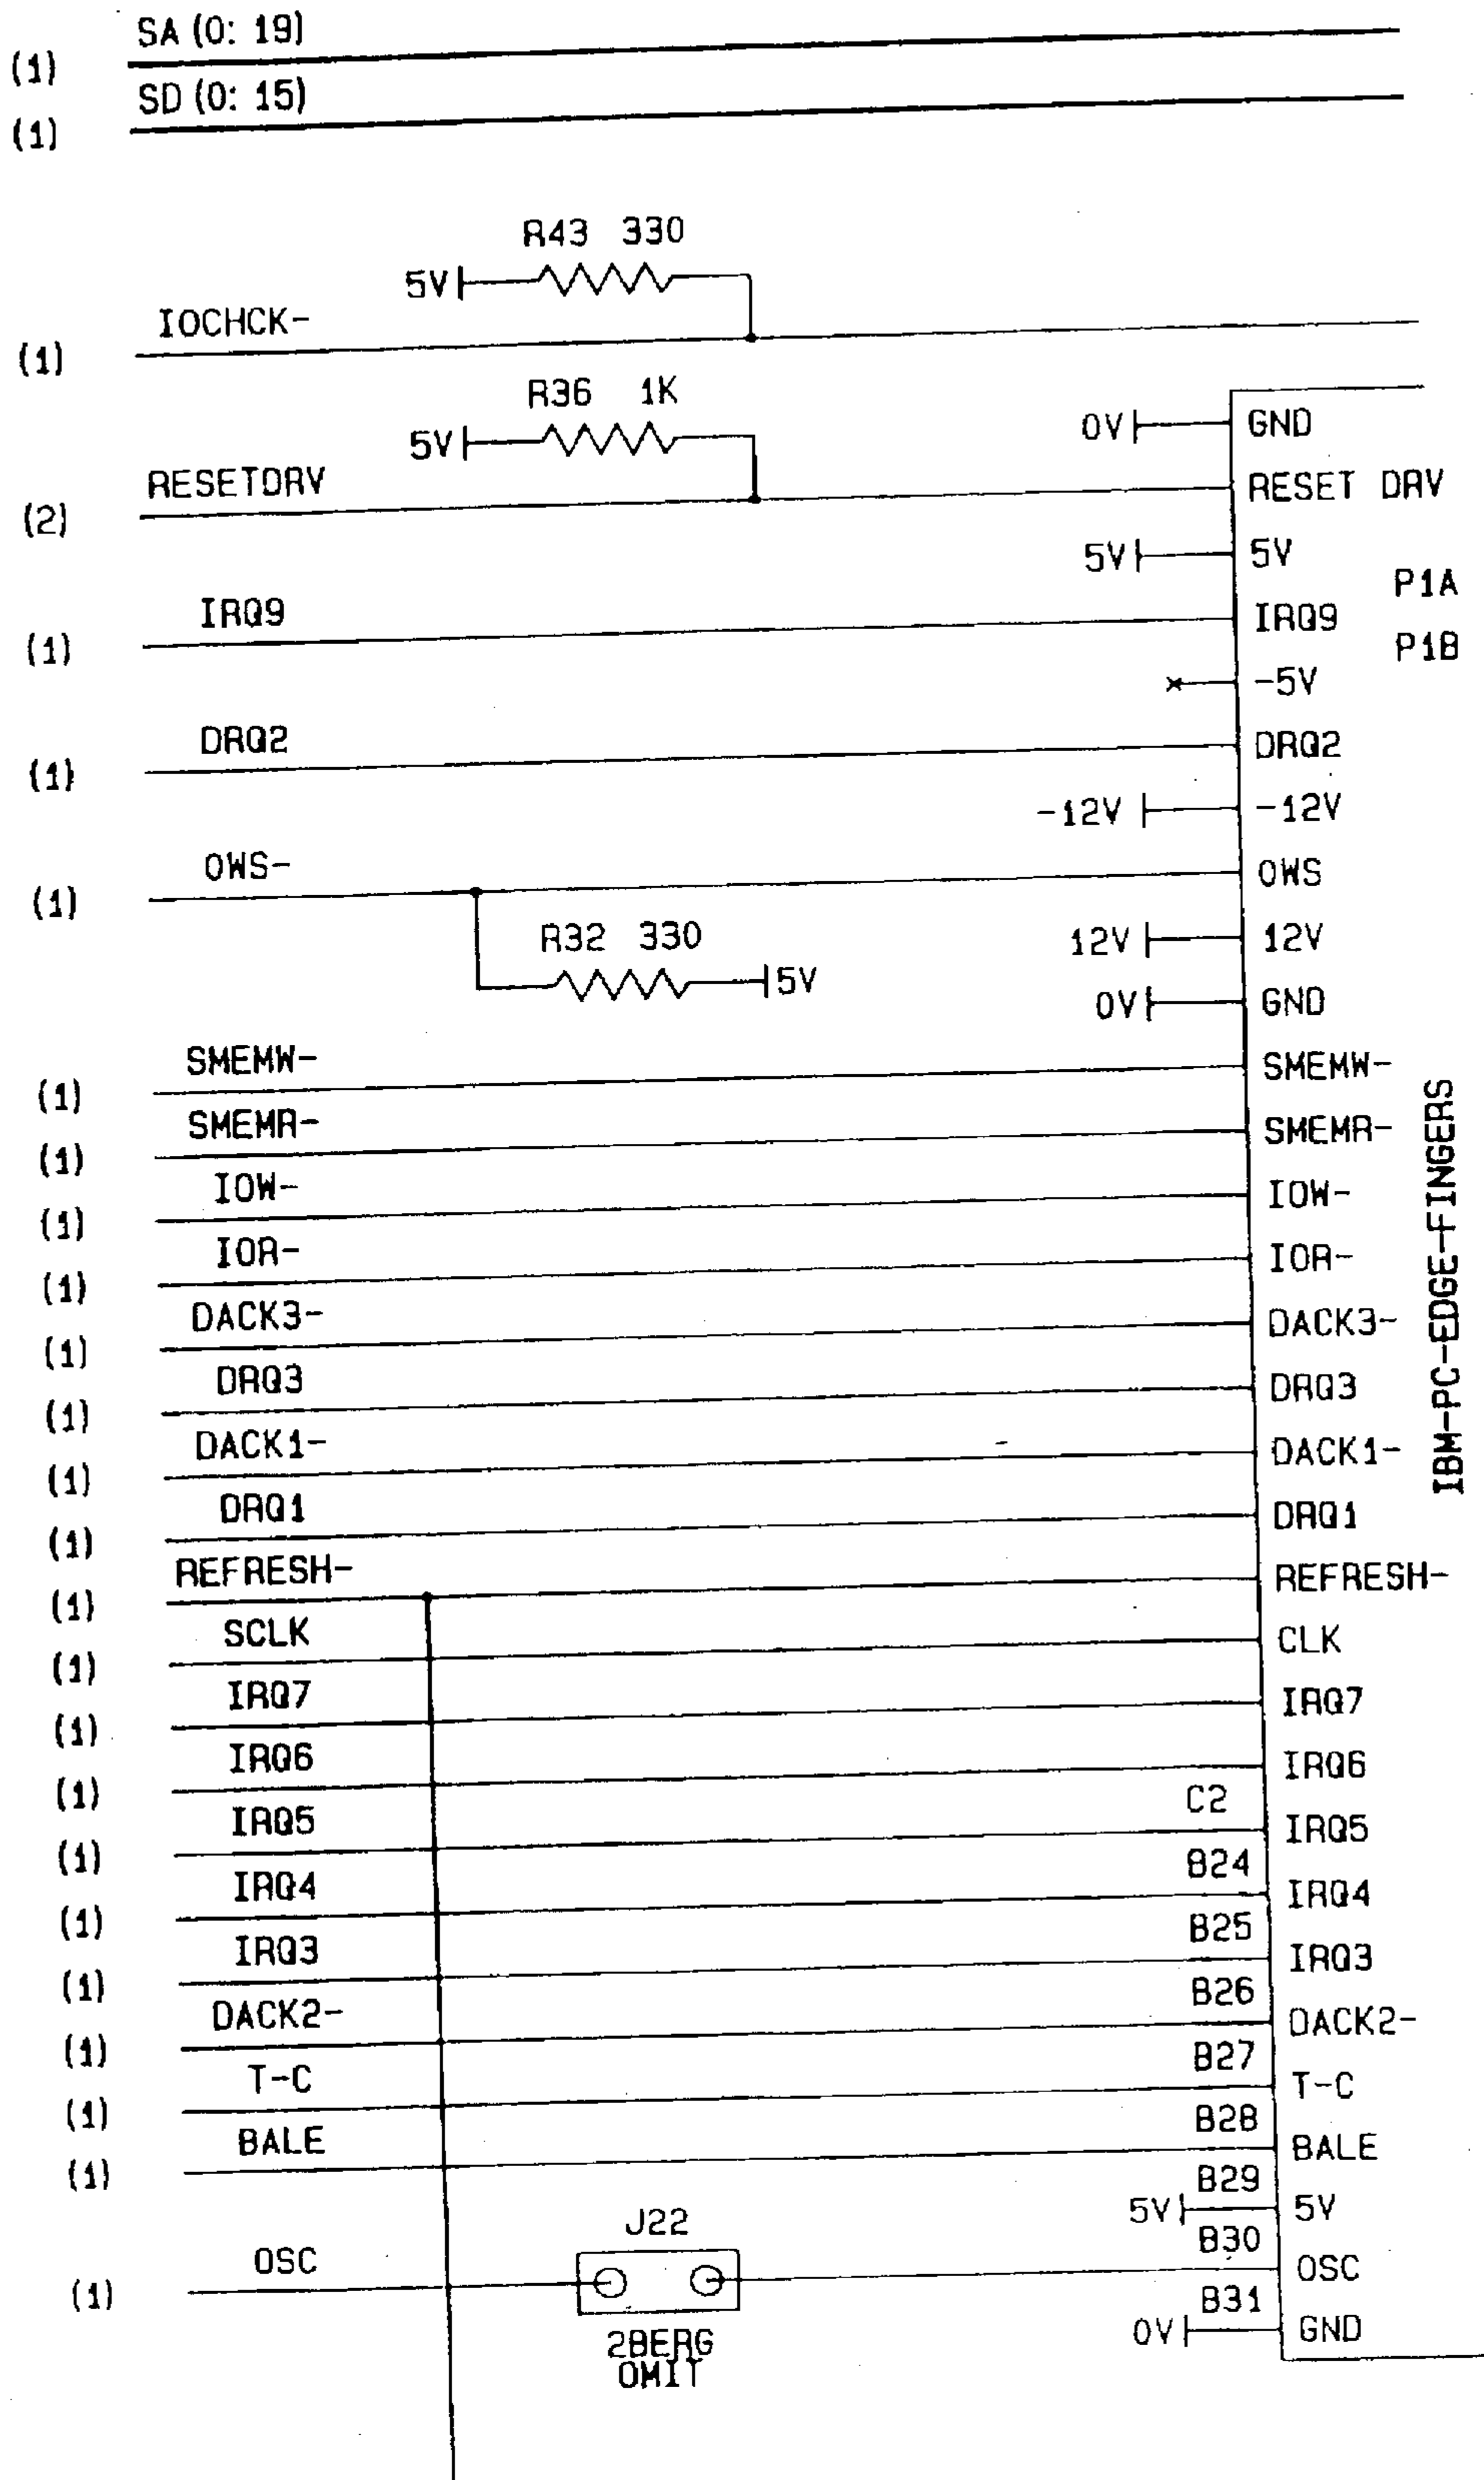 SA (0: 19)
(1)
SD (0: 15)
(1)
R43 330
5V
IOCHCK-
(1)
R36 1K
5V
0V GND
RESETDRV
(2)
RESET DRV
5V 5V
P1A
IRQ9
(1)
IRQ9
P1B
-5V
DRQ2
(1)
DRQ2
-12V -12V
0WS-
(1)
0WS
R32 330
5V
12V 12V
0V GND
SMEMW-
(1)
SMEMW-
SMEMR-
(1)
SMEMR-
IOW-
(1)
IOW-
IOR-
(1)
IOR-
DACK3-
(1)
DACK3-
DRQ3
(1)
DRQ3
DACK1-
(1)
DACK1-
DRQ1
(1)
DRQ1
IBM-PC-EDGE-FINGERS
REFRESH-
(1)
REFRESH-
SCLK
(1)
CLK
IRQ7
(1)
IRQ7
IRQ6
(1)
IRQ6
IRQ5
(1)
C2
IRQ5
IRQ4
(1)
B24
IRQ4
IRQ3
(1)
B25
IRQ3
DACK2-
(1)
B26
DACK2-
T-C
(1)
B27
T-C
BALE
(1)
B28
BALE
B29
5V 5V
J22
OSC
(1)
B30
OSC
B31
0V GND
2BERG
OMIT